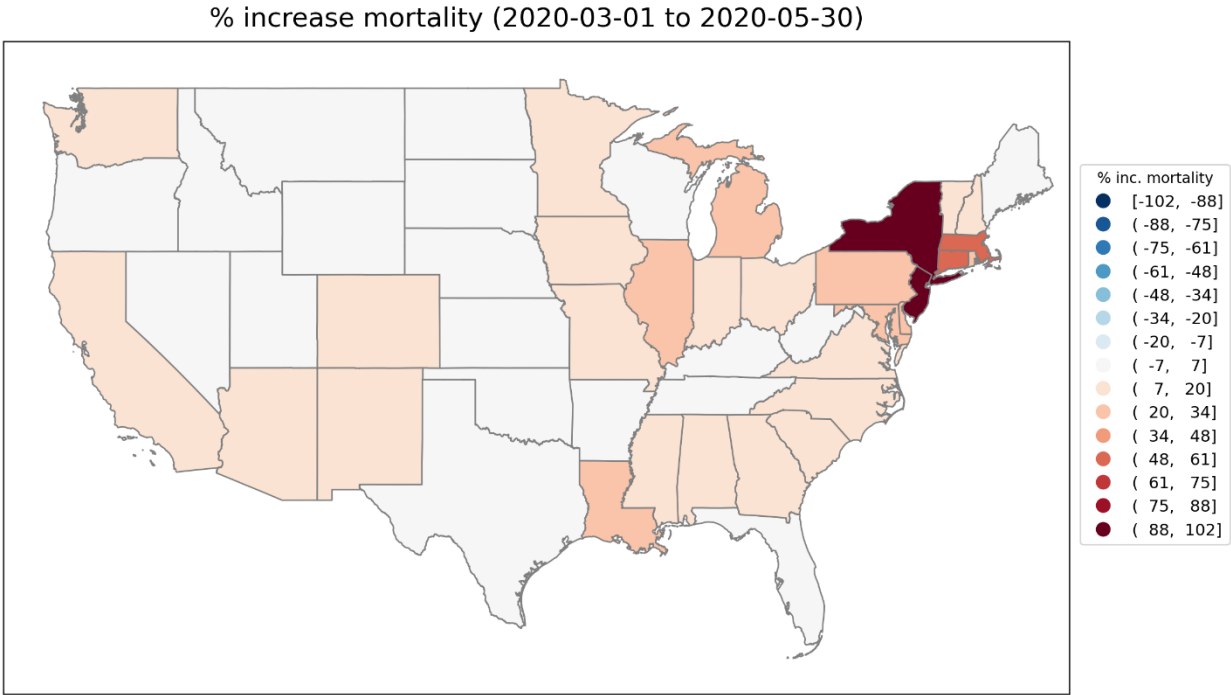 % increase mortality (2020-03-01 to 2020-05-30)
% inc. mortality
[-102, -88]
( -88, -75]
( -75, -61]
( -61, -48]
( -48, -34]
( -34, -20]
( -20, -7]
( -7, 7]
( 7, 20]
( 20, 34]
( 34, 48]
( 48, 61]
( 61, 75]
( 75, 88]
( 88, 102]